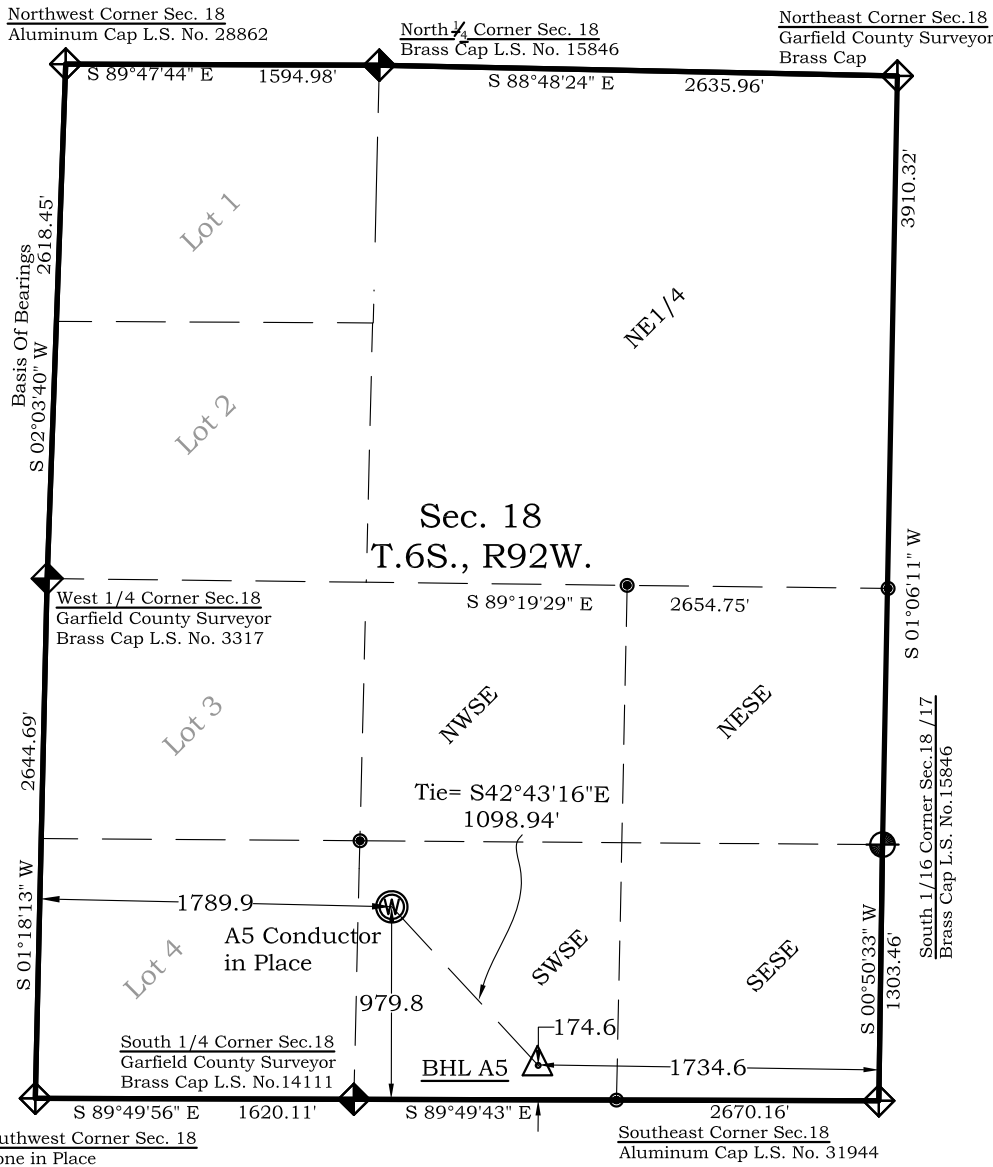 Northwest Corner Sec. 18
Aluminum Cap L.S. No. 28862
North 1/4 Corner Sec. 18
Brass Cap L.S. No. 15846
Northeast Corner Sec.18
Garfield County Surveyor
Brass Cap
S 89°47'44" E 1594.98'
S 88°48'24" E 2635.96'
3910.32'
2618.45'
Basis Of Bearings
S 02°03'40" W
Lot 1
NE1/4
Lot 2
Sec. 18
T.6S., R92W.
S 01°06'11" W
West 1/4 Corner Sec.18
Garfield County Surveyor
Brass Cap L.S. No. 3317
S 89°19'29" E 2654.75'
2644.69'
Lot 3
NWSE
NESE
South 1/16 Corner Sec.18 /17
Brass Cap L.S. No.15846
Tie= S42°43'16"E
1098.94'
S 01°18'13" W
1789.9
W
A5 Conductor
in Place
Lot 4
SWSE
SESE
S 00°50'33" W
1303.46'
979.8
174.6
South 1/4 Corner Sec.18
Garfield County Surveyor
Brass Cap L.S. No.14111
BHL A5
1734.6
S 89°49'56" E 1620.11'
S 89°49'43" E
2670.16'
uthwest Corner Sec. 18
one in Place
Southeast Corner Sec.18
Aluminum Cap L.S. No. 31944